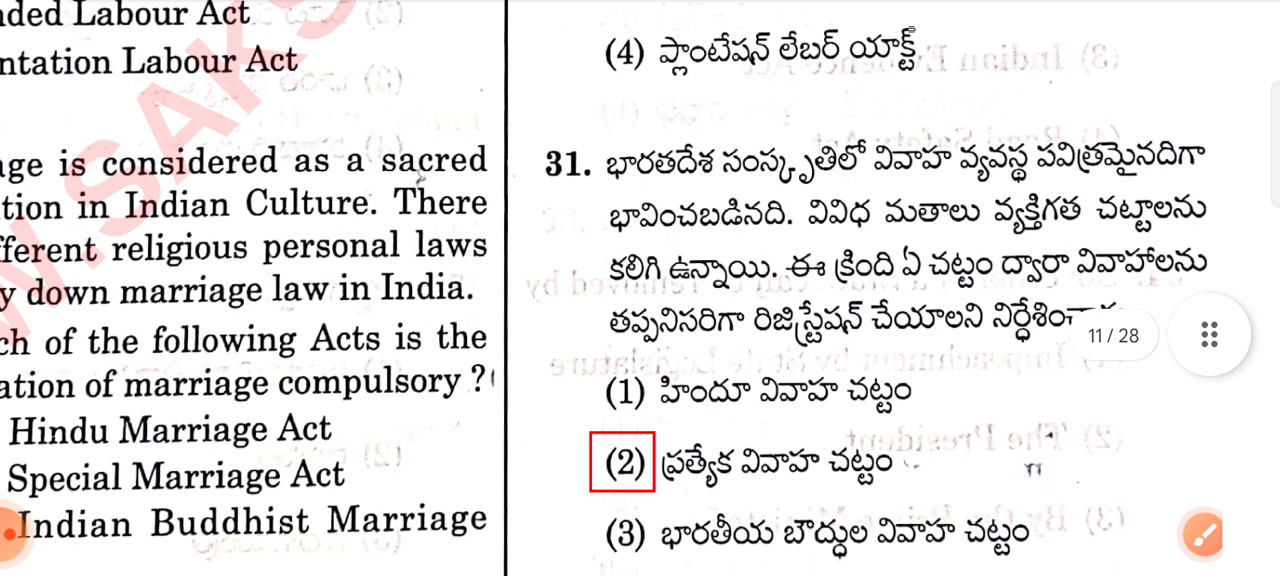 ded Labour Act
ntation Labour Act
ge is considered as a sacred
tion in Indian Culture. There
fferent religious personal laws
y down marriage law in India.
ch of the following Acts is the
ation of marriage compulsory ?
Hindu Marriage Act
Special Marriage Act
Indian Buddhist Marriage
(4) ప్లాంటేషన్ లేబర్ యాక్ట్
31. భారతదేశ సంస్కృతిలో వివాహ వ్యవస్థ పవిత్రమైనదిగా
భావించబడినది. వివిధ మతాలు వ్యక్తిగత చట్టాలను
కలిగి ఉన్నాయి. ఈ క్రింది ఏ చట్టం ద్వారా వివాహాలను
తప్పనిసరిగా రిజిస్ట్రేషన్ చేయాలని
11 / 28
(1) హిందూ వివాహ చట్టం
(2) ప్రత్యేక వివాహ చట్టం
(3) భారతీయ బౌద్ధుల వివాహ చట్టం
W.SAKS